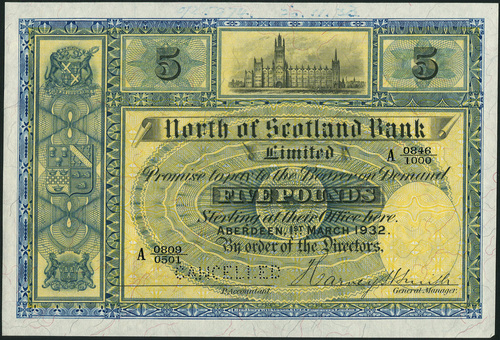 5
5
North of Scotland Bank
Limited
A 0846
1000
Promise to pay to the Bearer on Demand
FIVE POUNDS
Sterling at their Office here.
ABERDEEN, 1ST MARCH 1932.
By order of the Directors.
A 0809
0501
CANCELLED
Harvey H. Smith
P. Accountant
General Manager.